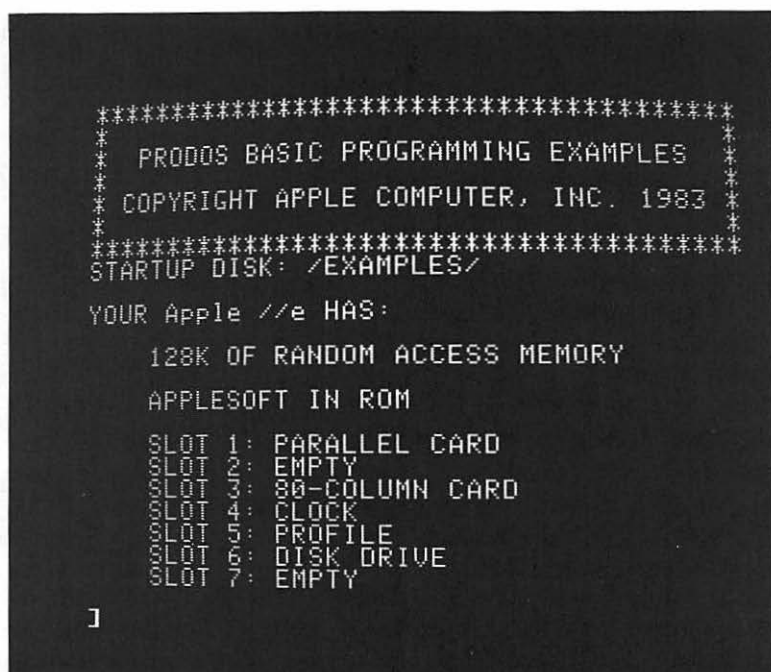 ******************************************
*                                        *
*   PRODOS BASIC PROGRAMMING EXAMPLES    *
*                                        *
*  COPYRIGHT APPLE COMPUTER, INC. 1983   *
*                                        *
******************************************
STARTUP DISK: /EXAMPLES/
YOUR Apple //e HAS:
128K OF RANDOM ACCESS MEMORY
APPLESOFT IN ROM
SLOT 1: PARALLEL CARD
SLOT 2: EMPTY
SLOT 3: 80-COLUMN CARD
SLOT 4: CLOCK
SLOT 5: PROFILE
SLOT 6: DISK DRIVE
SLOT 7: EMPTY
]